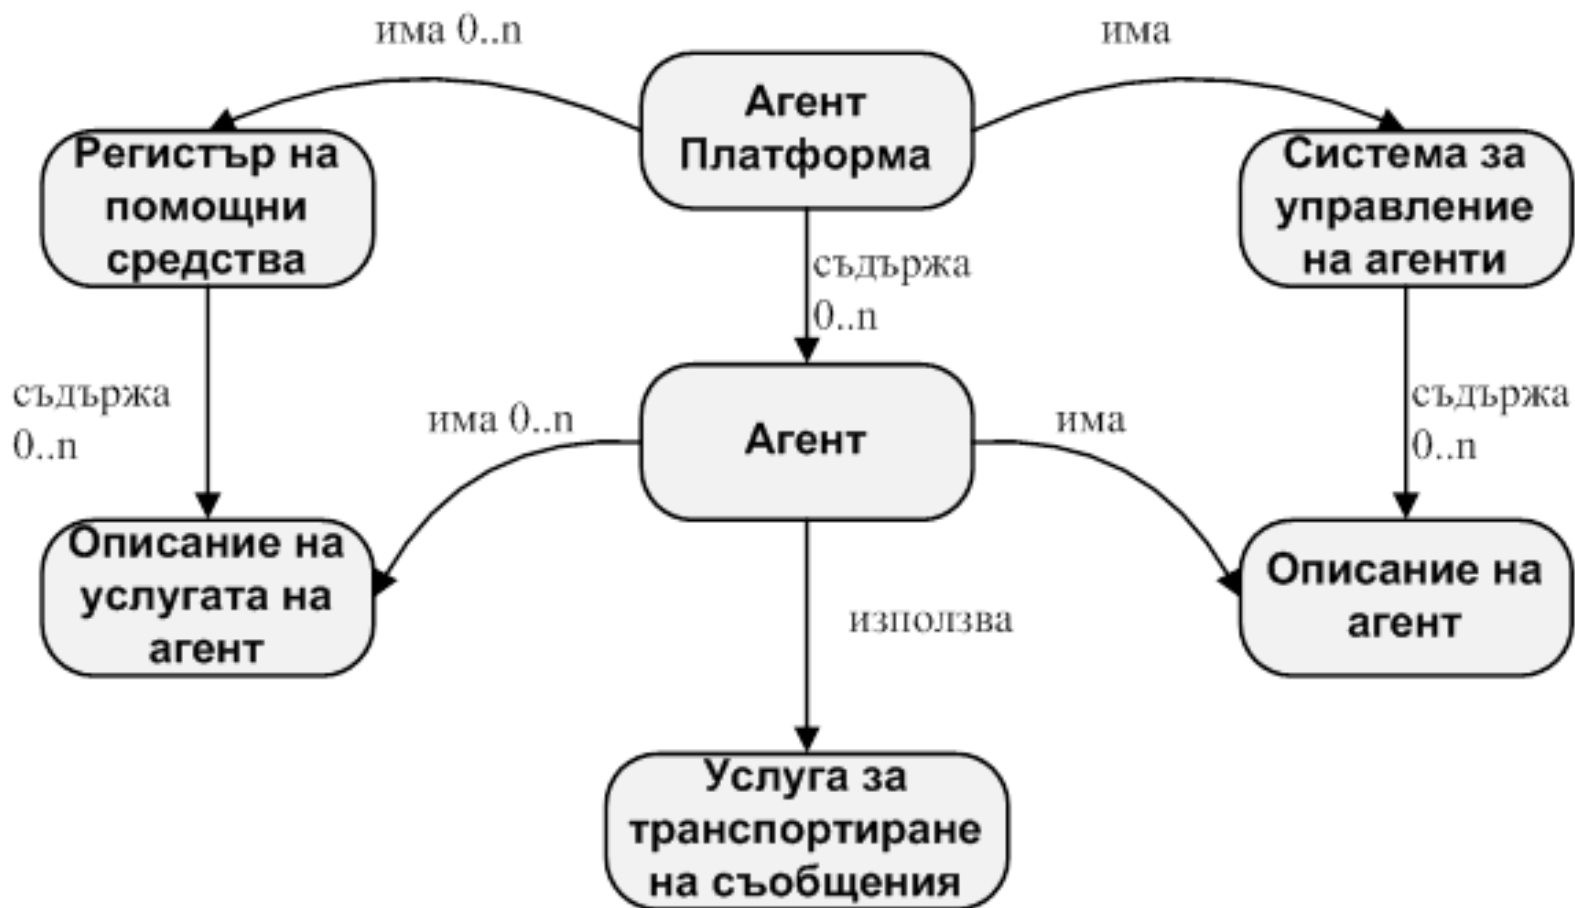 има 0..n
има
Агент
Платформа
Регистър на
помощни
средства
Система за
управление
на агенти
съдържа
0..n
съдържа
0..n
има 0..n
Агент
има
съдържа
0..n
Описание на
услугата на
агент
използва
Описание на
агент
Услуга за
транспортиране
на съобщения